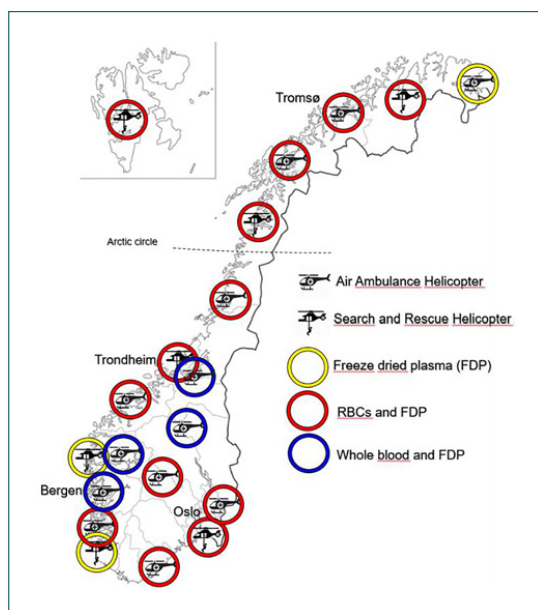 Tromsø
Arctic circle
Air Ambulance Helicopter
Search and Rescue Helicopter
Trondheim
Freeze dried plasma (FDP)
RBCs and FDP
Whole blood and FDP
Bergen
Oslo